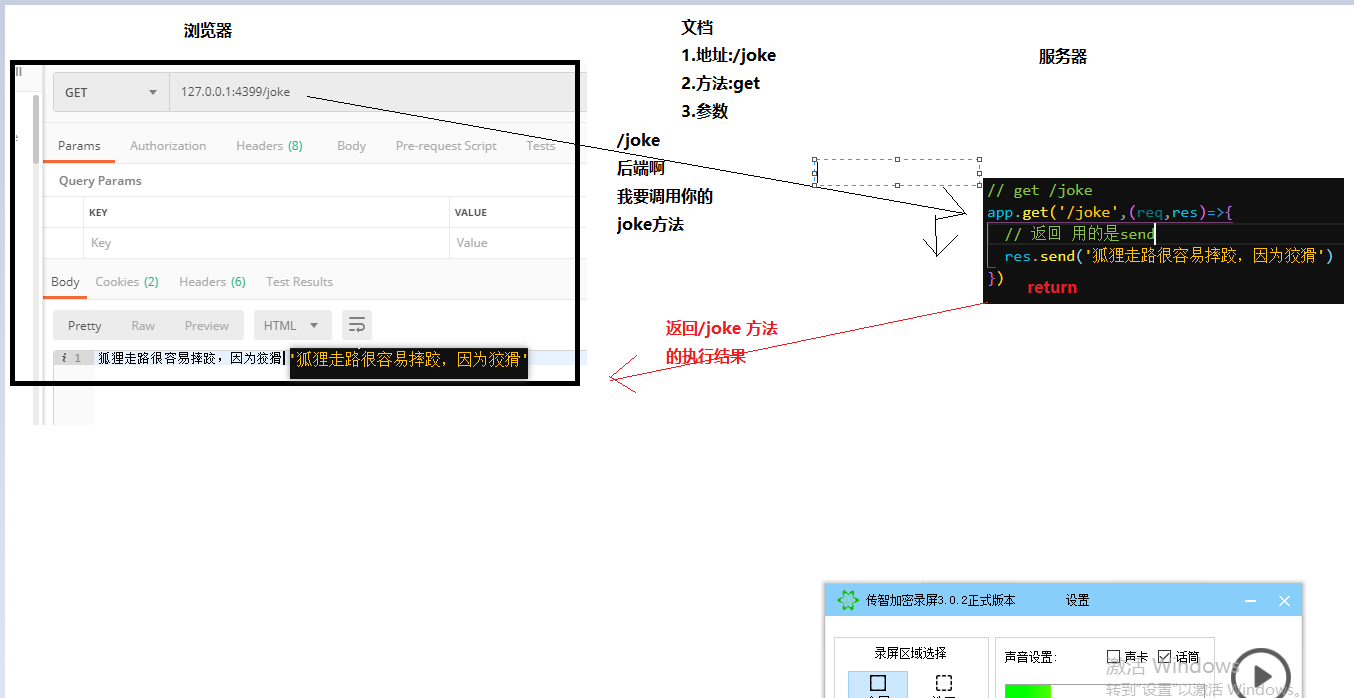 浏览器
GET
127.0.0.1:4399/joke
Params
Authorization
Headers (8)
Body
Pre-request Script
Tests
Query Params
KEY
VALUE
Key
Value
Body
Cookies (2)
Headers (6)
Test Results
Pretty
Raw
Preview
HTML
i 1
狐狸走路很容易摔跤，因为狡猾
'狐狸走路很容易摔跤，因为狡猾'
文档
1.地址:/joke
2.方法:get
3.参数
/joke
后端啊
我要调用你的
joke方法
返回/joke 方法
的执行结果
服务器
// get /joke
app.get('/joke',(req,res)=>{
// 返回 用的是send
res.send('狐狸走路很容易摔跤，因为狡猾')
})
return
传智加密录屏3.0.2正式版本
设置
录屏区域选择
声音设置:
声卡
话筒
激活 Windows
转到"设置"以激活 Windows。